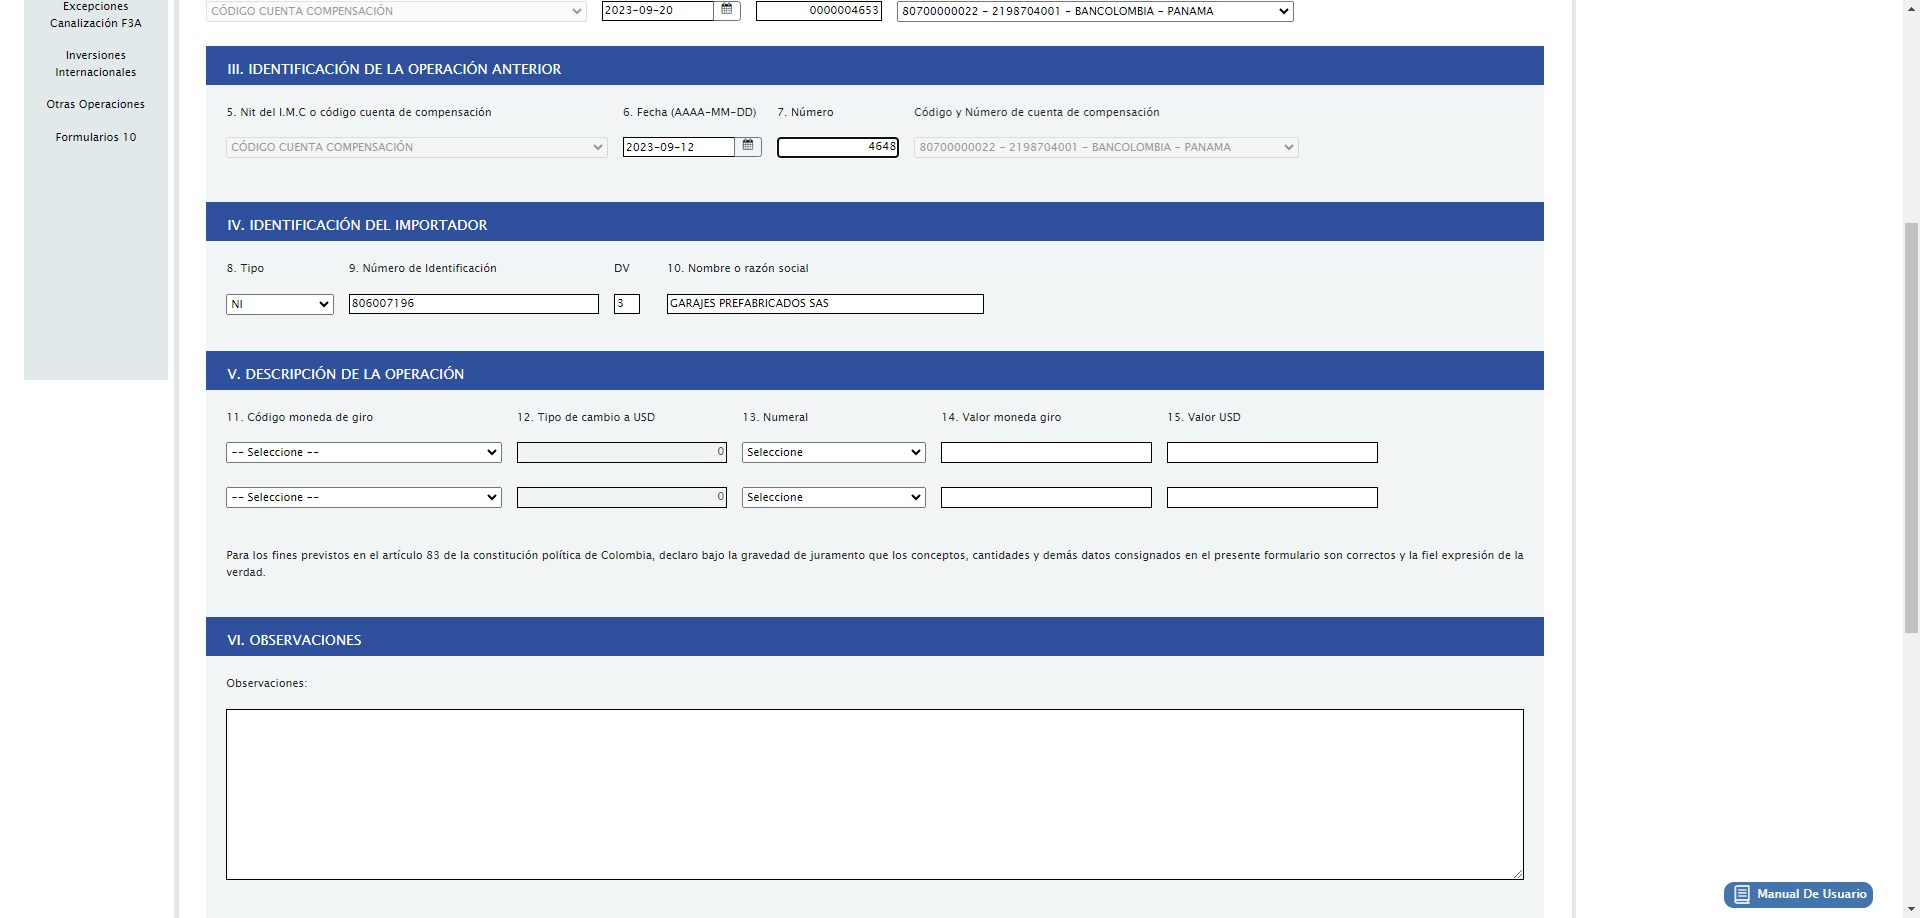 Excepciones
Canalización F3A
Inversiones
Internacionales
Otras Operaciones
Formularios 10
CÓDIGO CUENTA COMPENSACIÓN 2023-09-20 0000004653 80700000022 - 2198704001 - BANCOLOMBIA - PANAMA
III. IDENTIFICACIÓN DE LA OPERACIÓN ANTERIOR
5. Nit del I.M.C o código cuenta de compensación 6. Fecha (AAAA-MM-DD) 7. Número Código y Número de cuenta de compensación
CÓDIGO CUENTA COMPENSACIÓN 2023-09-12 4648 80700000022 - 2198704001 - BANCOLOMBIA - PANAMA
IV. IDENTIFICACIÓN DEL IMPORTADOR
8. Tipo 9. Número de Identificación DV 10. Nombre o razón social
NI 806007196 3 GARAJES PREFABRICADOS SAS
V. DESCRIPCIÓN DE LA OPERACIÓN
11. Código moneda de giro 12. Tipo de cambio a USD 13. Numeral 14. Valor moneda giro 15. Valor USD
-- Seleccione -- 0 Seleccione
-- Seleccione -- 0 Seleccione
Para los fines previstos en el artículo 83 de la constitución política de Colombia, declaro bajo la gravedad de juramento que los conceptos, cantidades y demás datos consignados en el presente formulario son correctos y la fiel expresión de la
verdad.
VI. OBSERVACIONES
Observaciones:
Manual De Usuario